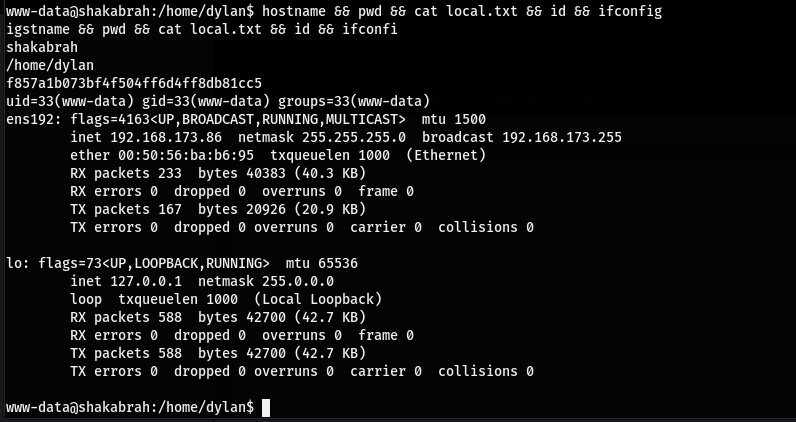 www-data@shakabrah:/home/dylan$ hostname && pwd && cat local.txt && id && ifconfig
igstname && pwd && cat local.txt && id && ifconfi
shakabrah
/home/dylan
f857a1b073bf4f504ff6d4ff8db81cc5
uid=33(www-data) gid=33(www-data) groups=33(www-data)
ens192: flags=4163<UP,BROADCAST,RUNNING,MULTICAST>  mtu 1500
        inet 192.168.173.86  netmask 255.255.255.0  broadcast 192.168.173.255
        ether 00:50:56:ba:b6:95  txqueuelen 1000  (Ethernet)
        RX packets 233  bytes 40383 (40.3 KB)
        RX errors 0  dropped 0  overruns 0  frame 0
        TX packets 167  bytes 20926 (20.9 KB)
        TX errors 0  dropped 0 overruns 0  carrier 0  collisions 0

lo: flags=73<UP,LOOPBACK,RUNNING>  mtu 65536
        inet 127.0.0.1  netmask 255.0.0.0
        loop  txqueuelen 1000  (Local Loopback)
        RX packets 588  bytes 42700 (42.7 KB)
        RX errors 0  dropped 0  overruns 0  frame 0
        TX packets 588  bytes 42700 (42.7 KB)
        TX errors 0  dropped 0 overruns 0  carrier 0  collisions 0

www-data@shakabrah:/home/dylan$